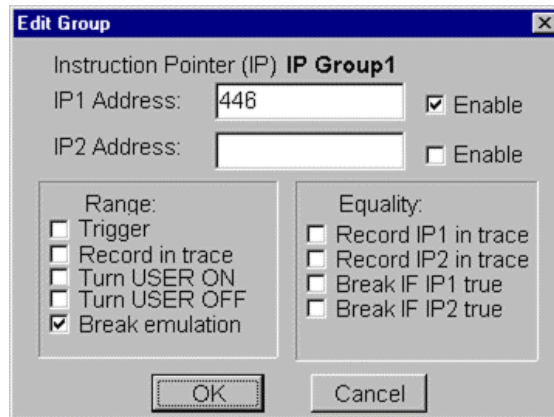 Edit Group
Instruction Pointer (IP) IP Group1
IP1 Address: 446 Enable
IP2 Address: Enable
Range:
Trigger
Record in trace
Turn USER ON
Turn USER OFF
Break emulation
Equality:
Record IP1 in trace
Record IP2 in trace
Break IF IP1 true
Break IF IP2 true
OK Cancel